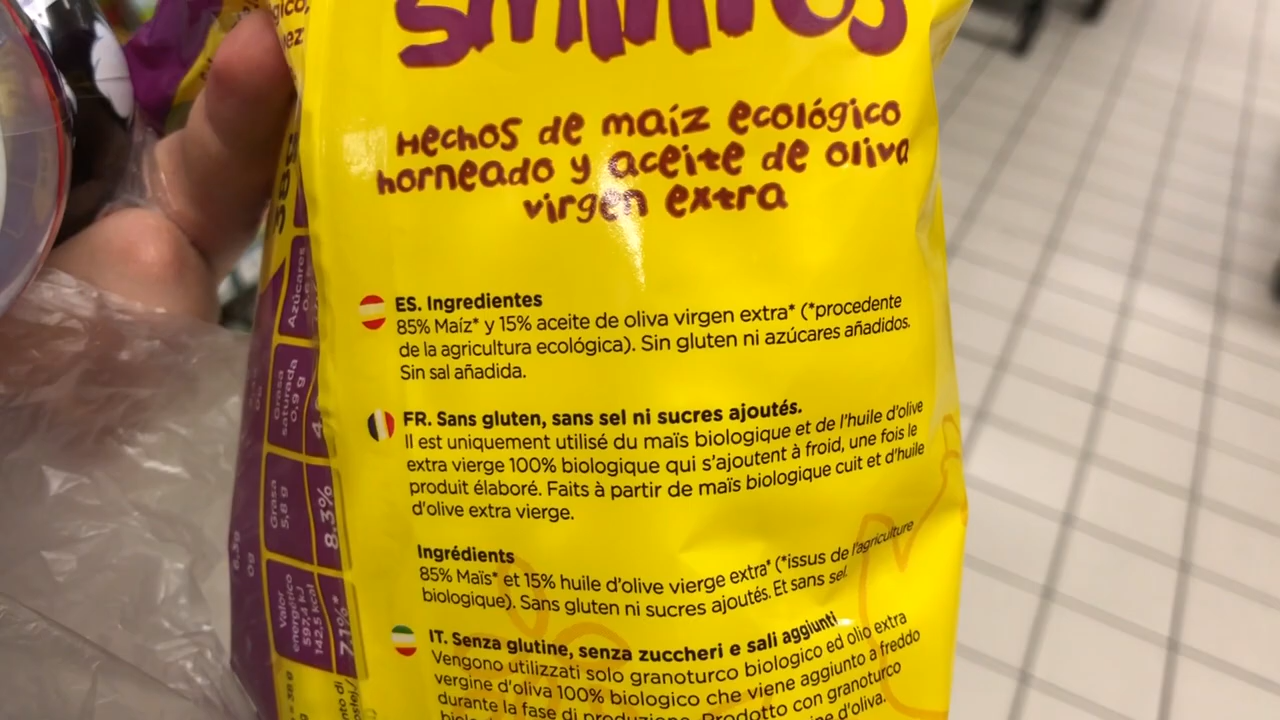 Hechos de maíz ecológico
horneado y aceite de oliva
virgen extra
ES. Ingredientes
85% Maíz* y 15% aceite de oliva virgen extra* (*procedente
de la agricultura ecológica). Sin gluten ni azúcares añadidos.
Sin sal añadida.
FR. Sans gluten, sans sel ni sucres ajoutés.
Il est uniquement utilisé du maïs biologique et de l'huile d'olive
extra vierge 100% biologique qui s'ajoutent à froid, une fois le
produit élaboré. Faits à partir de maïs biologique cuit et d'huile
d'olive extra vierge.
Ingrédients
85% Maïs* et 15% huile d'olive vierge extra* (*issus de l'agriculture
biologique). Sans gluten ni sucres ajoutés. Et sans sel.
IT. Senza glutine, senza zuccheri e sali aggiunti
Vengono utilizzati solo granoturco biologico ed olio extra
vergine d'oliva 100% biologico che viene aggiunto a freddo
durante la fase di produzione. Prodotto con granoturco
d'oliva.
Azúcares
Grasa
saturada
0,9 g
Grasa
5,8 g
8.3%
Valor
energético
597,4 kJ
142,5 kcal
7.1%*